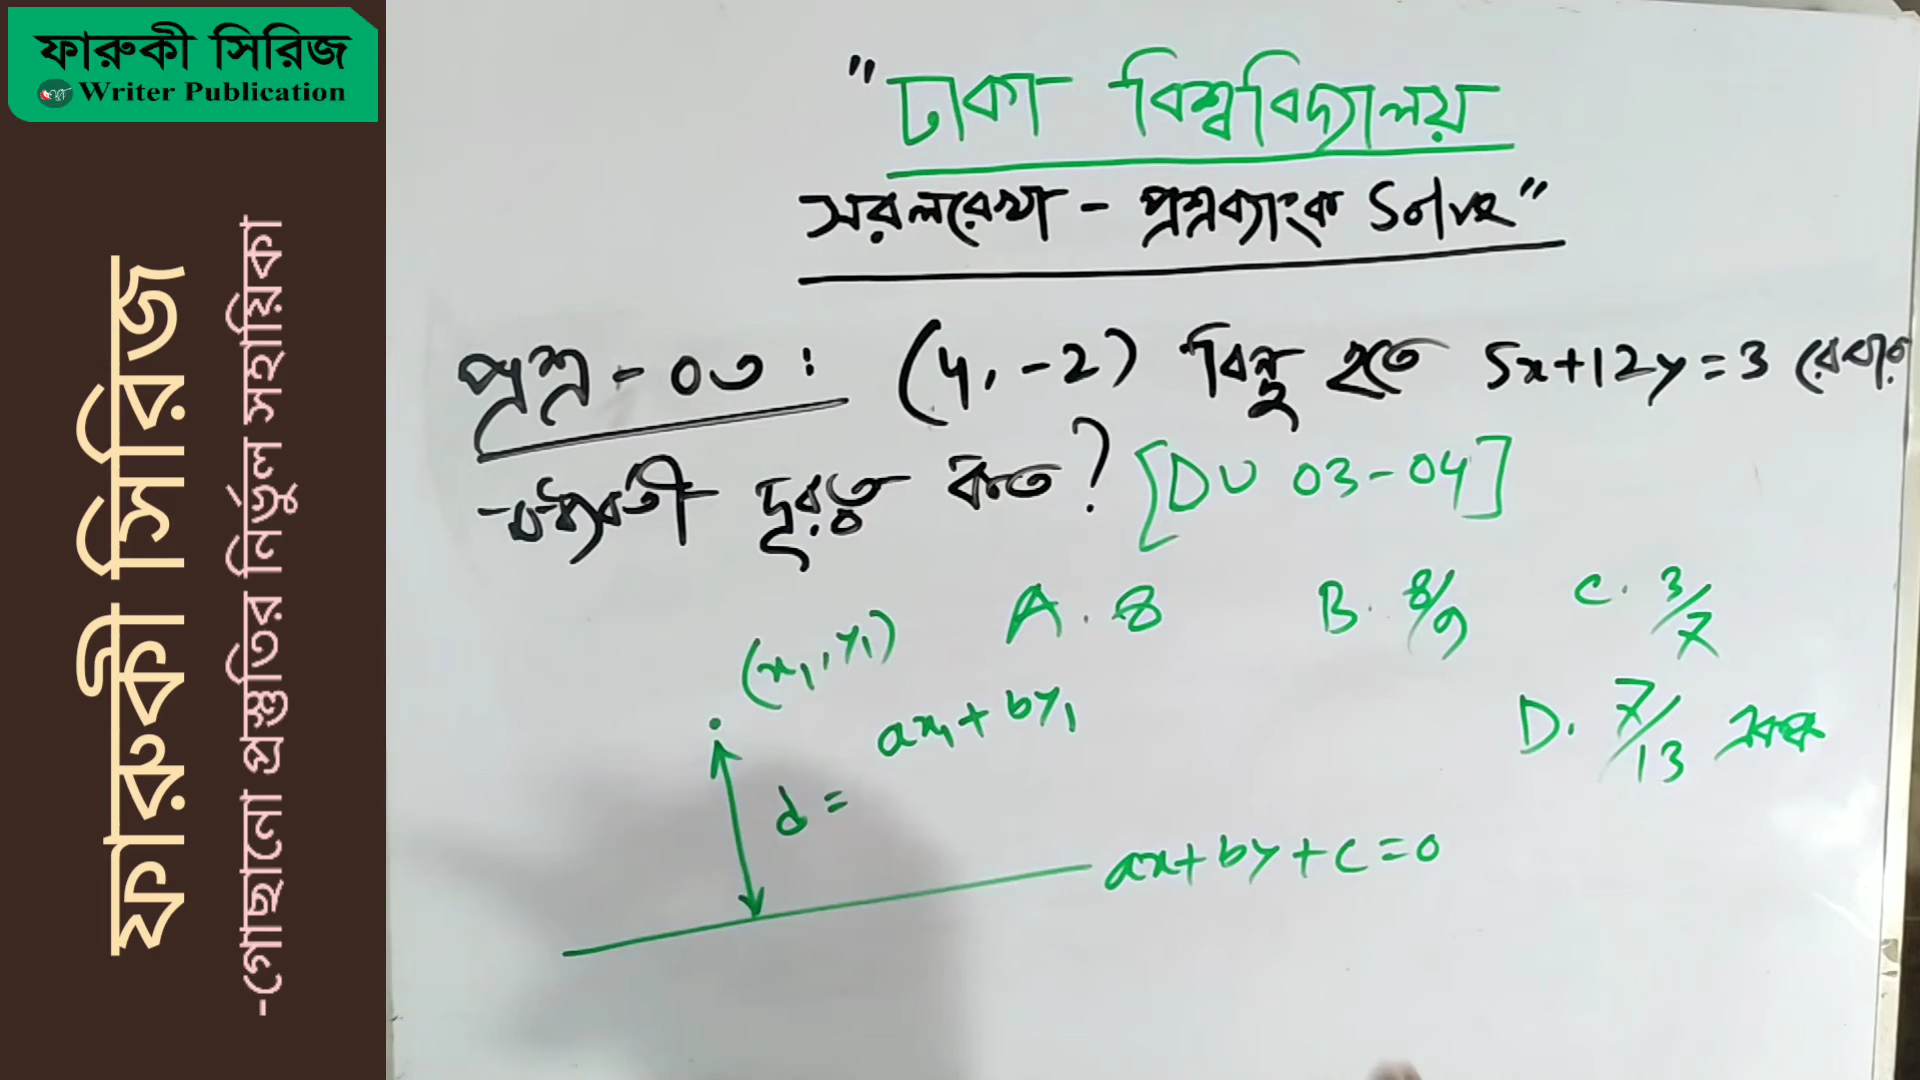 ফারুকী সিরিজ
Writer Publication
ফারুকী সিরিজ
-গোছানো প্রস্তুতির নির্ভুল সহায়িকা
"ঢাকা বিশ্ববিদ্যালয়
সরলরেখা - প্রশ্নব্যাংক Solve"
প্রশ্ন - ০৩ : (4, -2) বিন্দু হতে 5x+12y=3 রেখার
মধ্যবর্তী দূরত্ব কত? [DU 03-04]
A. 8 B. 8/9 C. 3/7
D. 7/13 একক
(x₁, y₁)
ax₁ + by₁
d =
ax+by+c=0